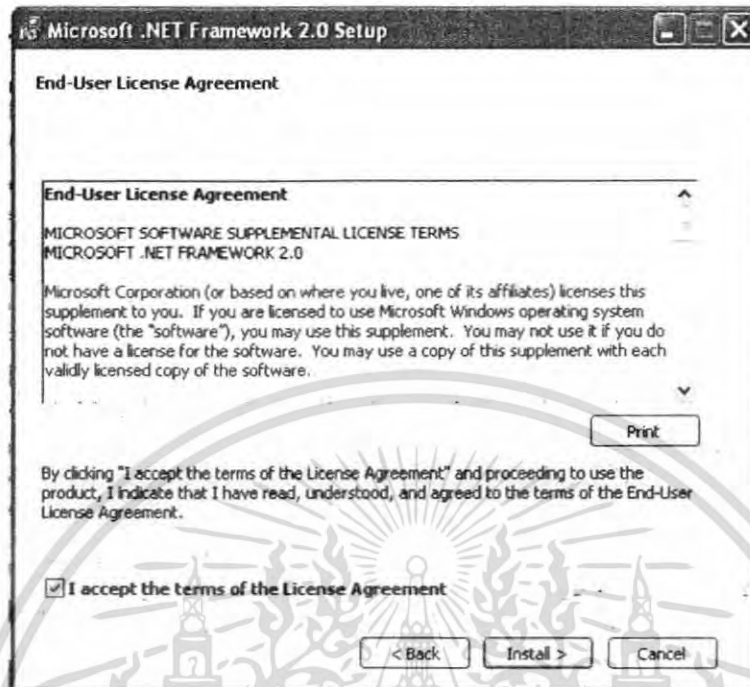 Microsoft .NET Framework 2.0 Setup
End-User License Agreement
End-User License Agreement
MICROSOFT SOFTWARE SUPPLEMENTAL LICENSE TERMS
MICROSOFT .NET FRAMEWORK 2.0
Microsoft Corporation (or based on where you live, one of its affiliates) licenses this
supplement to you. If you are licensed to use Microsoft Windows operating system
software (the "software"), you may use this supplement. You may not use it if you do
not have a license for the software. You may use a copy of this supplement with each
validly licensed copy of the software.
Print
By clicking "I accept the terms of the License Agreement" and proceeding to use the
product, I indicate that I have read, understood, and agreed to the terms of the End-User
License Agreement.
I accept the terms of the License Agreement
< Back Install > Cancel